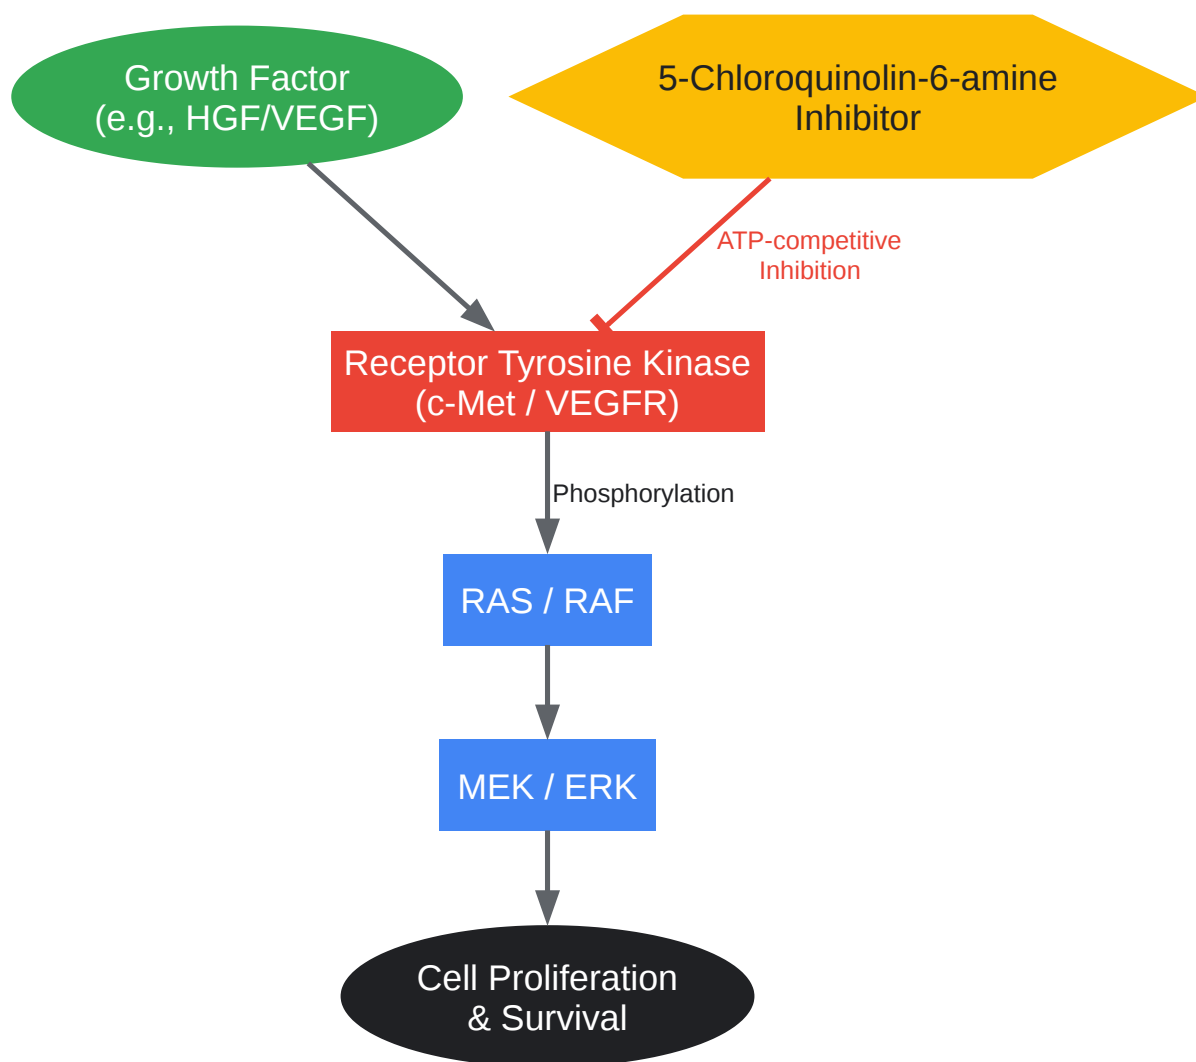 Growth Factor
(e.g., HGF/VEGF)
5-Chloroquinolin-6-amine
Inhibitor
ATP-competitive
Inhibition
Receptor Tyrosine Kinase
(c-Met / VEGFR)
Phosphorylation
RAS / RAF
MEK / ERK
Cell Proliferation
& Survival